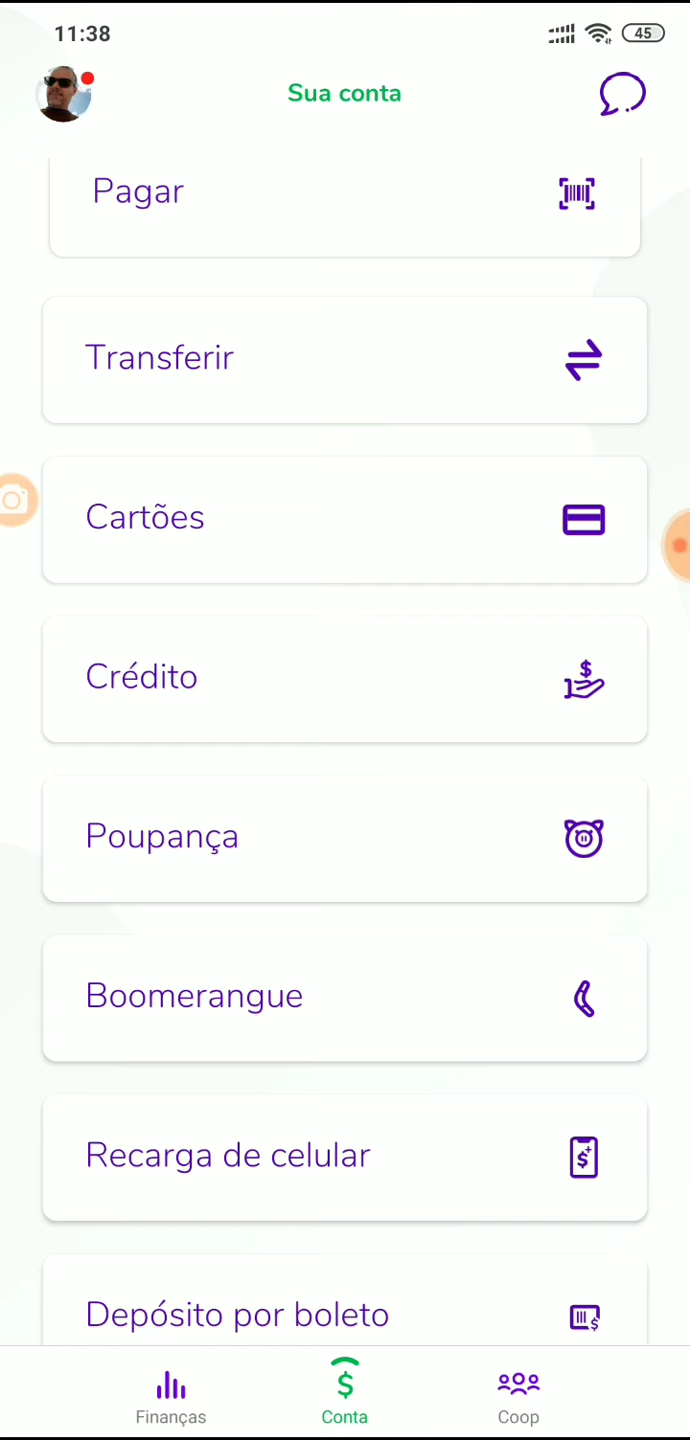 11:38
45
Sua conta
Pagar
Transferir
Cartões
Crédito
Poupança
Boomerangue
Recarga de celular
Depósito por boleto
Finanças
Conta
Coop